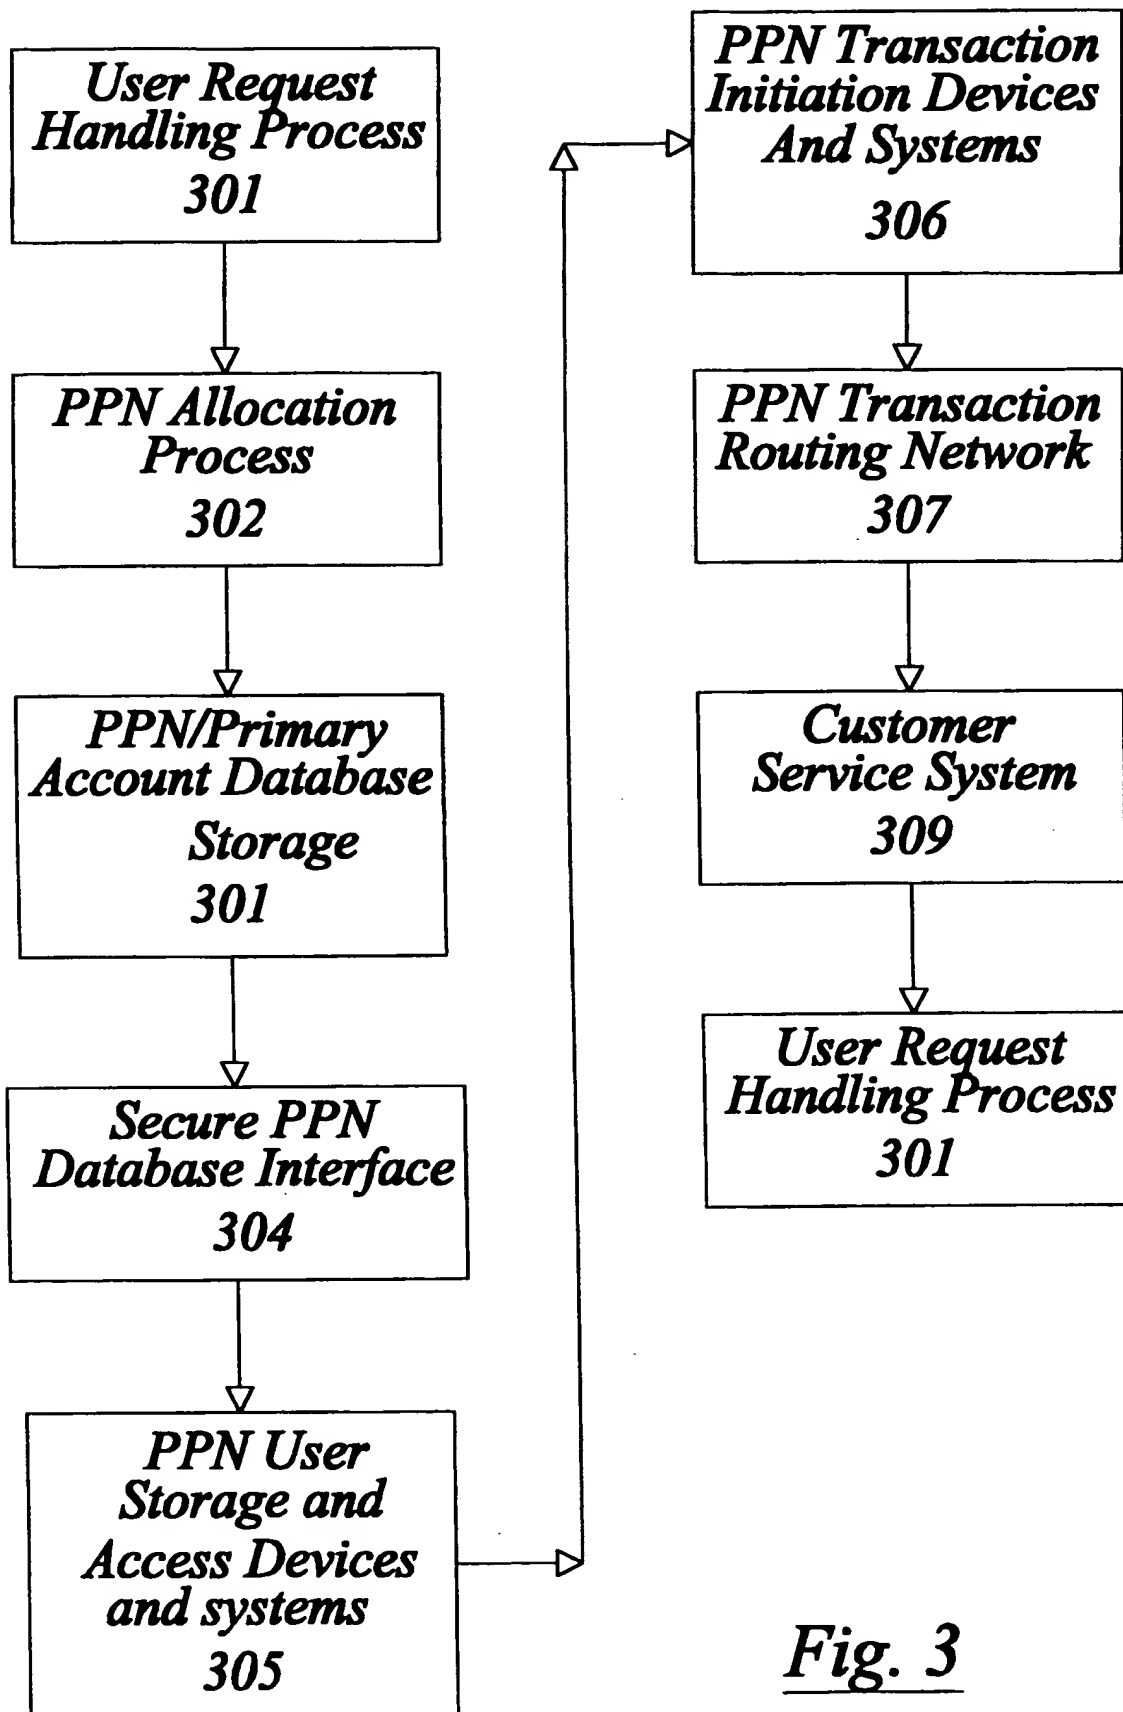 User Request
Handling Process
301
PPN Allocation
Process
302
PPN/Primary
Account Database
Storage
301
Secure PPN
Database Interface
304
PPN User
Storage and
Access Devices
and systems
305
PPN Transaction
Initiation Devices
And Systems
306
PPN Transaction
Routing Network
307
Customer
Service System
309
User Request
Handling Process
301
Fig. 3